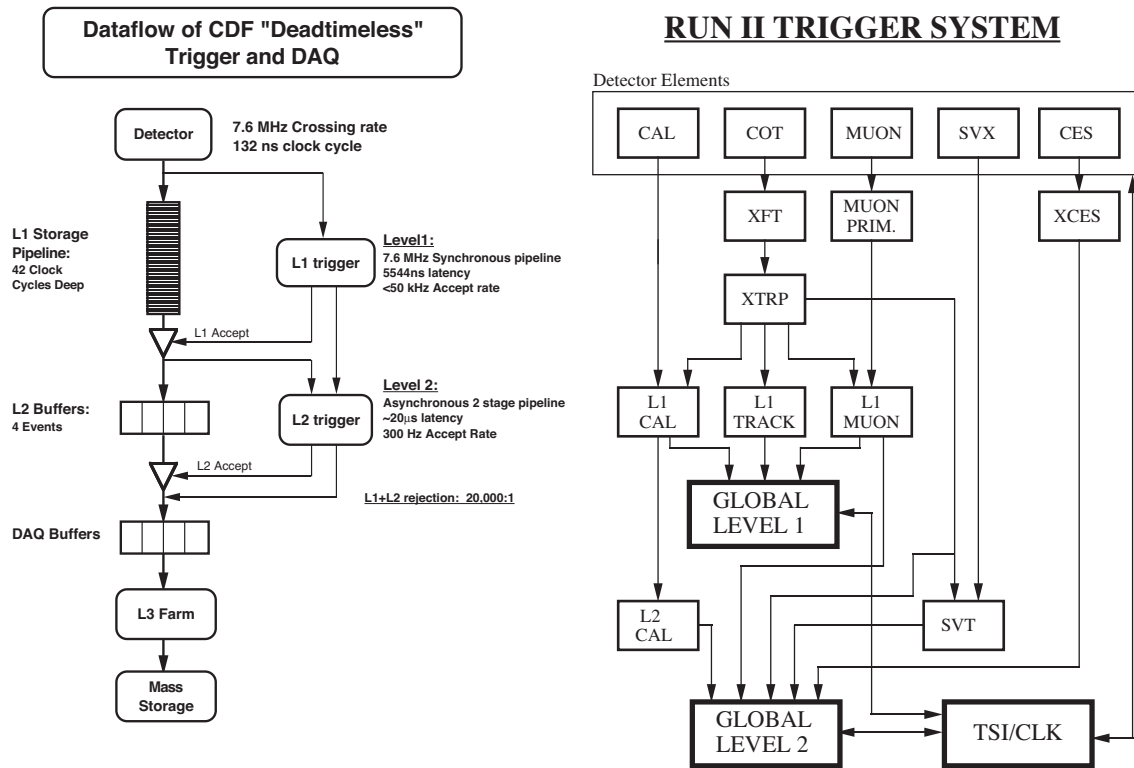 Dataflow of CDF "Deadtimeless"
Trigger and DAQ
Detector
7.6 MHz Crossing rate
132 ns clock cycle
L1 Storage
Pipeline:
42 Clock
Cycles Deep
L1 trigger
Level1:
7.6 MHz Synchronous pipeline
5544ns latency
<50 kHz Accept rate
L1 Accept
L2 Buffers:
4 Events
L2 trigger
Level 2:
Asynchronous 2 stage pipeline
~20µs latency
300 Hz Accept Rate
L2 Accept
L1+L2 rejection: 20,000:1
DAQ Buffers
L3 Farm
Mass
Storage
RUN II TRIGGER SYSTEM
Detector Elements
CAL
COT
MUON
SVX
CES
XFT
MUON
PRIM.
XCES
XTRP
L1
CAL
L1
TRACK
L1
MUON
GLOBAL
LEVEL 1
L2
CAL
SVT
GLOBAL
LEVEL 2
TSI/CLK